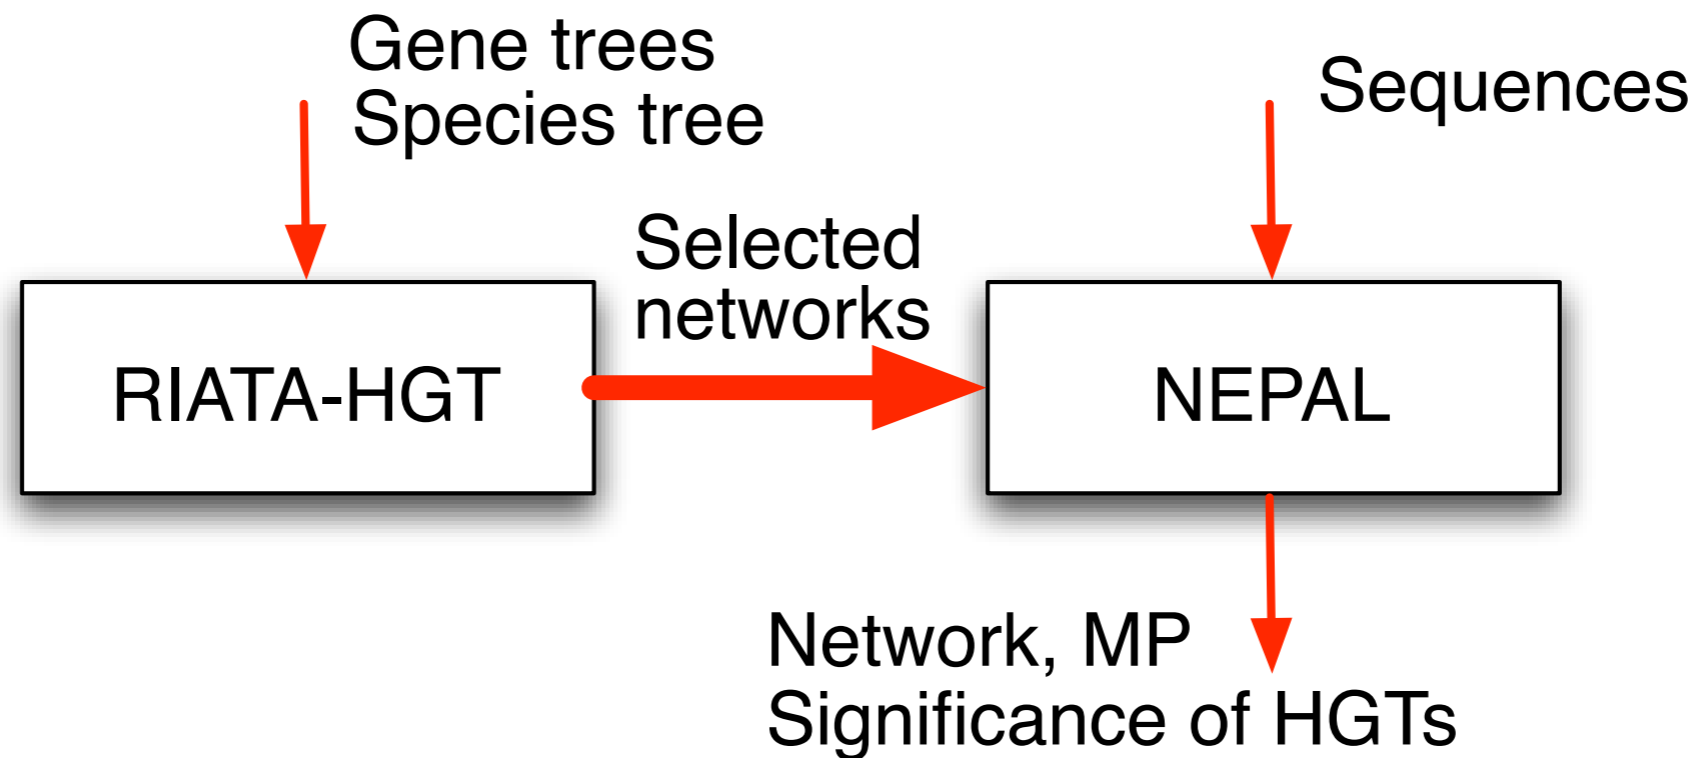 Gene trees
Species tree
Sequences
Selected
networks
RIATA-HGT
NEPAL
Network, MP
Significance of HGTs